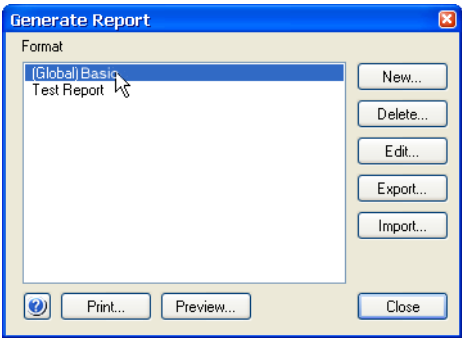 Generate Report
Format
(Global) Basic
Test Report
New...
Delete...
Edit...
Export...
Import...
Print...
Preview...
Close